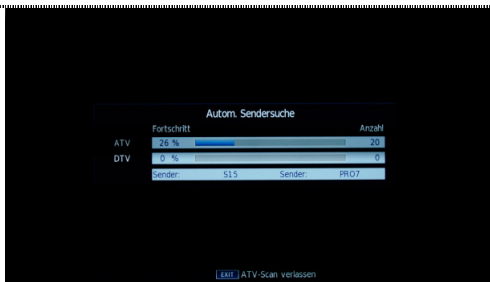 Autom. Sendersuche
Fortschritt Anzahl
ATV 26 % 20
DTV 0 % 0
Sender: S15 Sender: PRO7
EXIT ATV-Scan verlassen